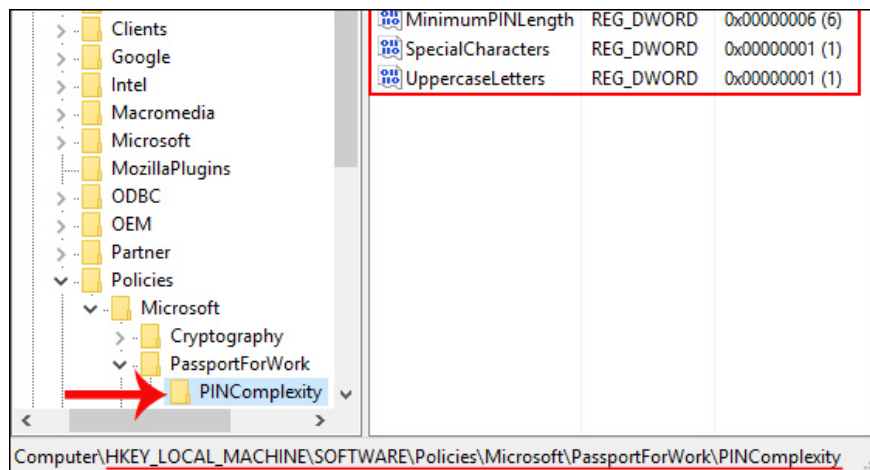 Clients
Google
Intel
Macromedia
Microsoft
MozillaPlugins
ODBC
OEM
Partner
Policies
Microsoft
Cryptography
PassportForWork
PINComplexity
MinimumPINLength REG_DWORD 0x00000006 (6)
SpecialCharacters REG_DWORD 0x00000001 (1)
UppercaseLetters REG_DWORD 0x00000001 (1)
Computer\HKEY_LOCAL_MACHINE\SOFTWARE\Policies\Microsoft\PassportForWork\PINComplexity